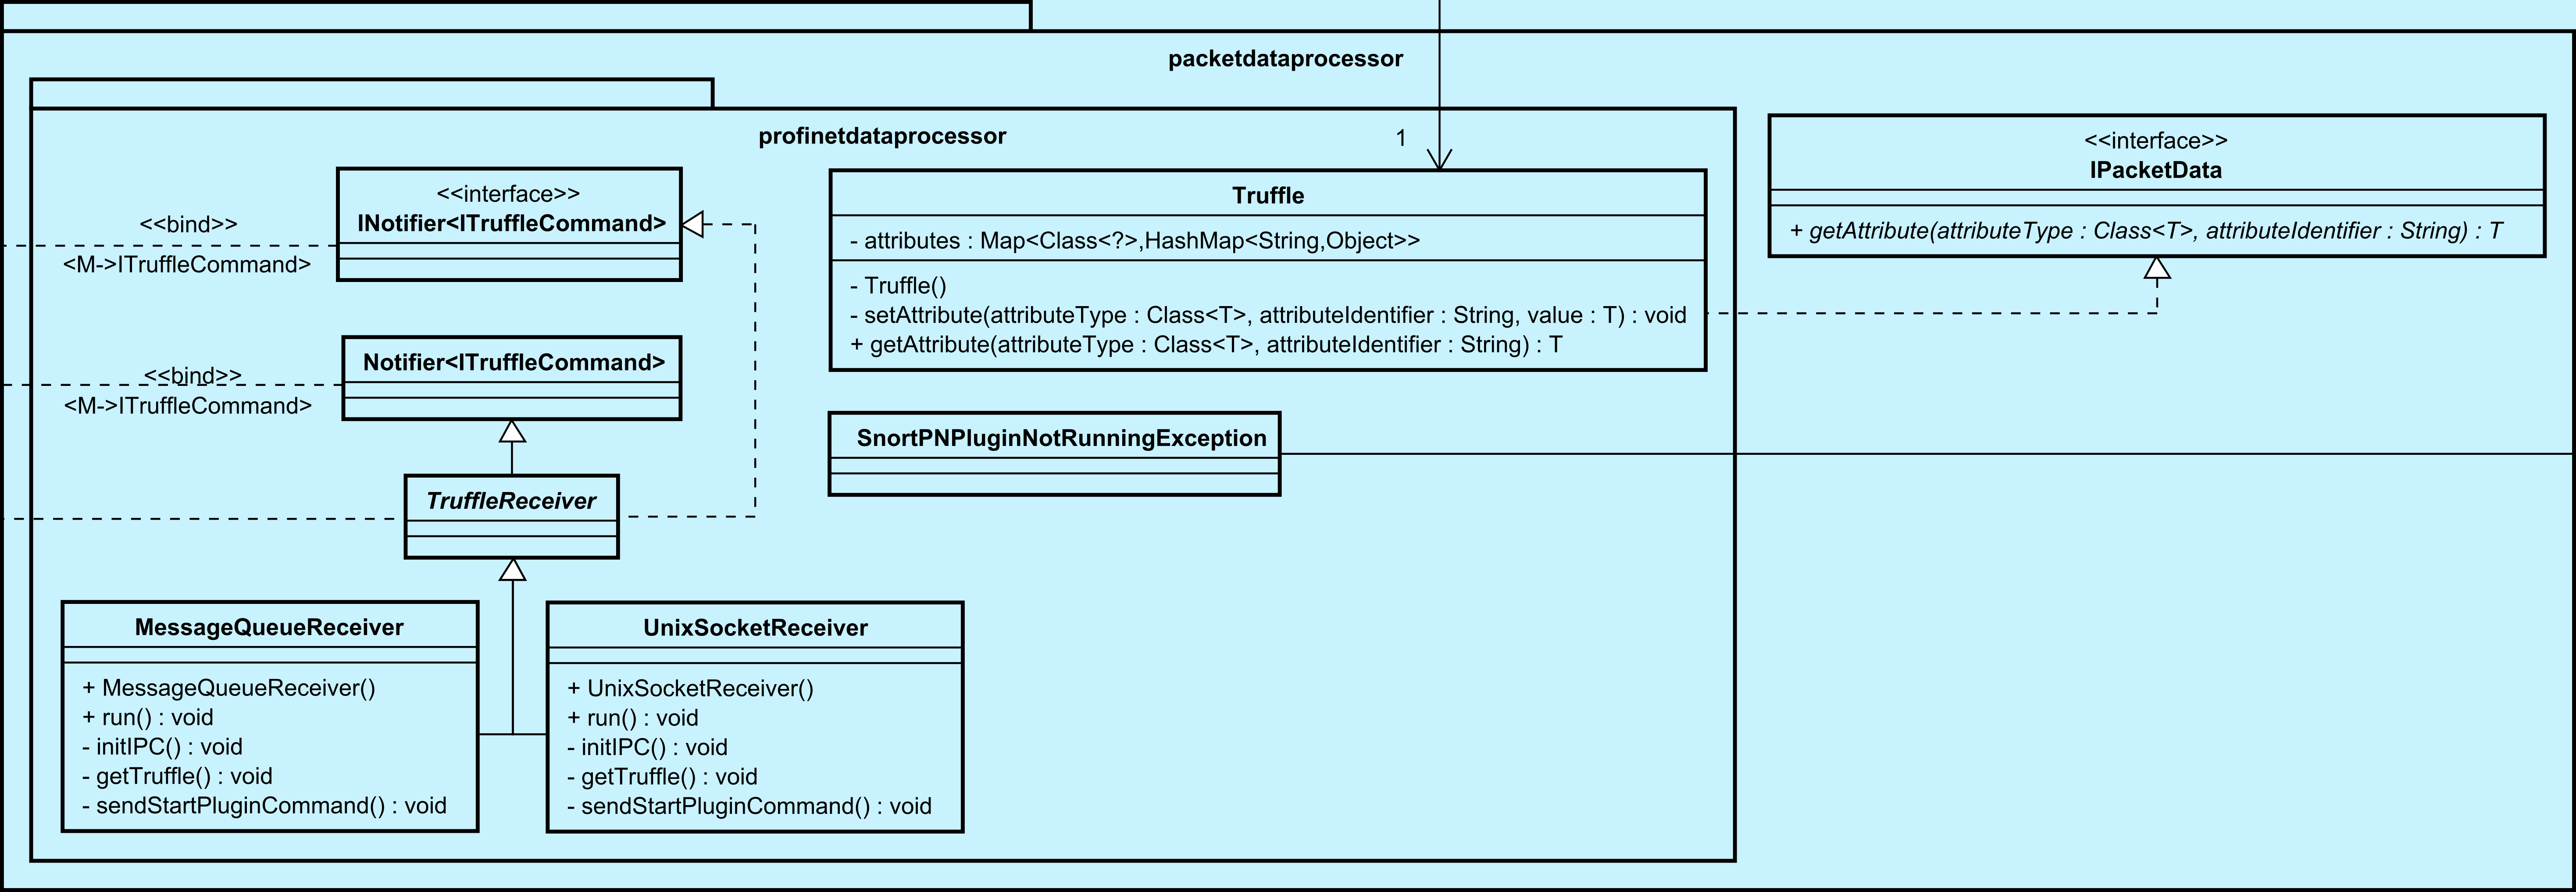 packetdataprocessor
profinetdataprocessor
<<bind>>
<M->ITruffleCommand>
<<interface>>
INotifier<ITruffleCommand>
<<bind>>
<M->ITruffleCommand>
Notifier<ITruffleCommand>
TruffleReceiver
MessageQueueReceiver
+ MessageQueueReceiver()
+ run() : void
- initIPC() : void
- getTruffle() : void
- sendStartPluginCommand() : void
UnixSocketReceiver
+ UnixSocketReceiver()
+ run() : void
- initIPC() : void
- getTruffle() : void
- sendStartPluginCommand() : void
1
Truffle
- attributes : Map<Class<?>,HashMap<String,Object>>
- Truffle()
- setAttribute(attributeType : Class<T>, attributeIdentifier : String, value : T) : void
+ getAttribute(attributeType : Class<T>, attributeIdentifier : String) : T
SnortPNPluginNotRunningException
<<interface>>
IPacketData
+ getAttribute(attributeType : Class<T>, attributeIdentifier : String) : T